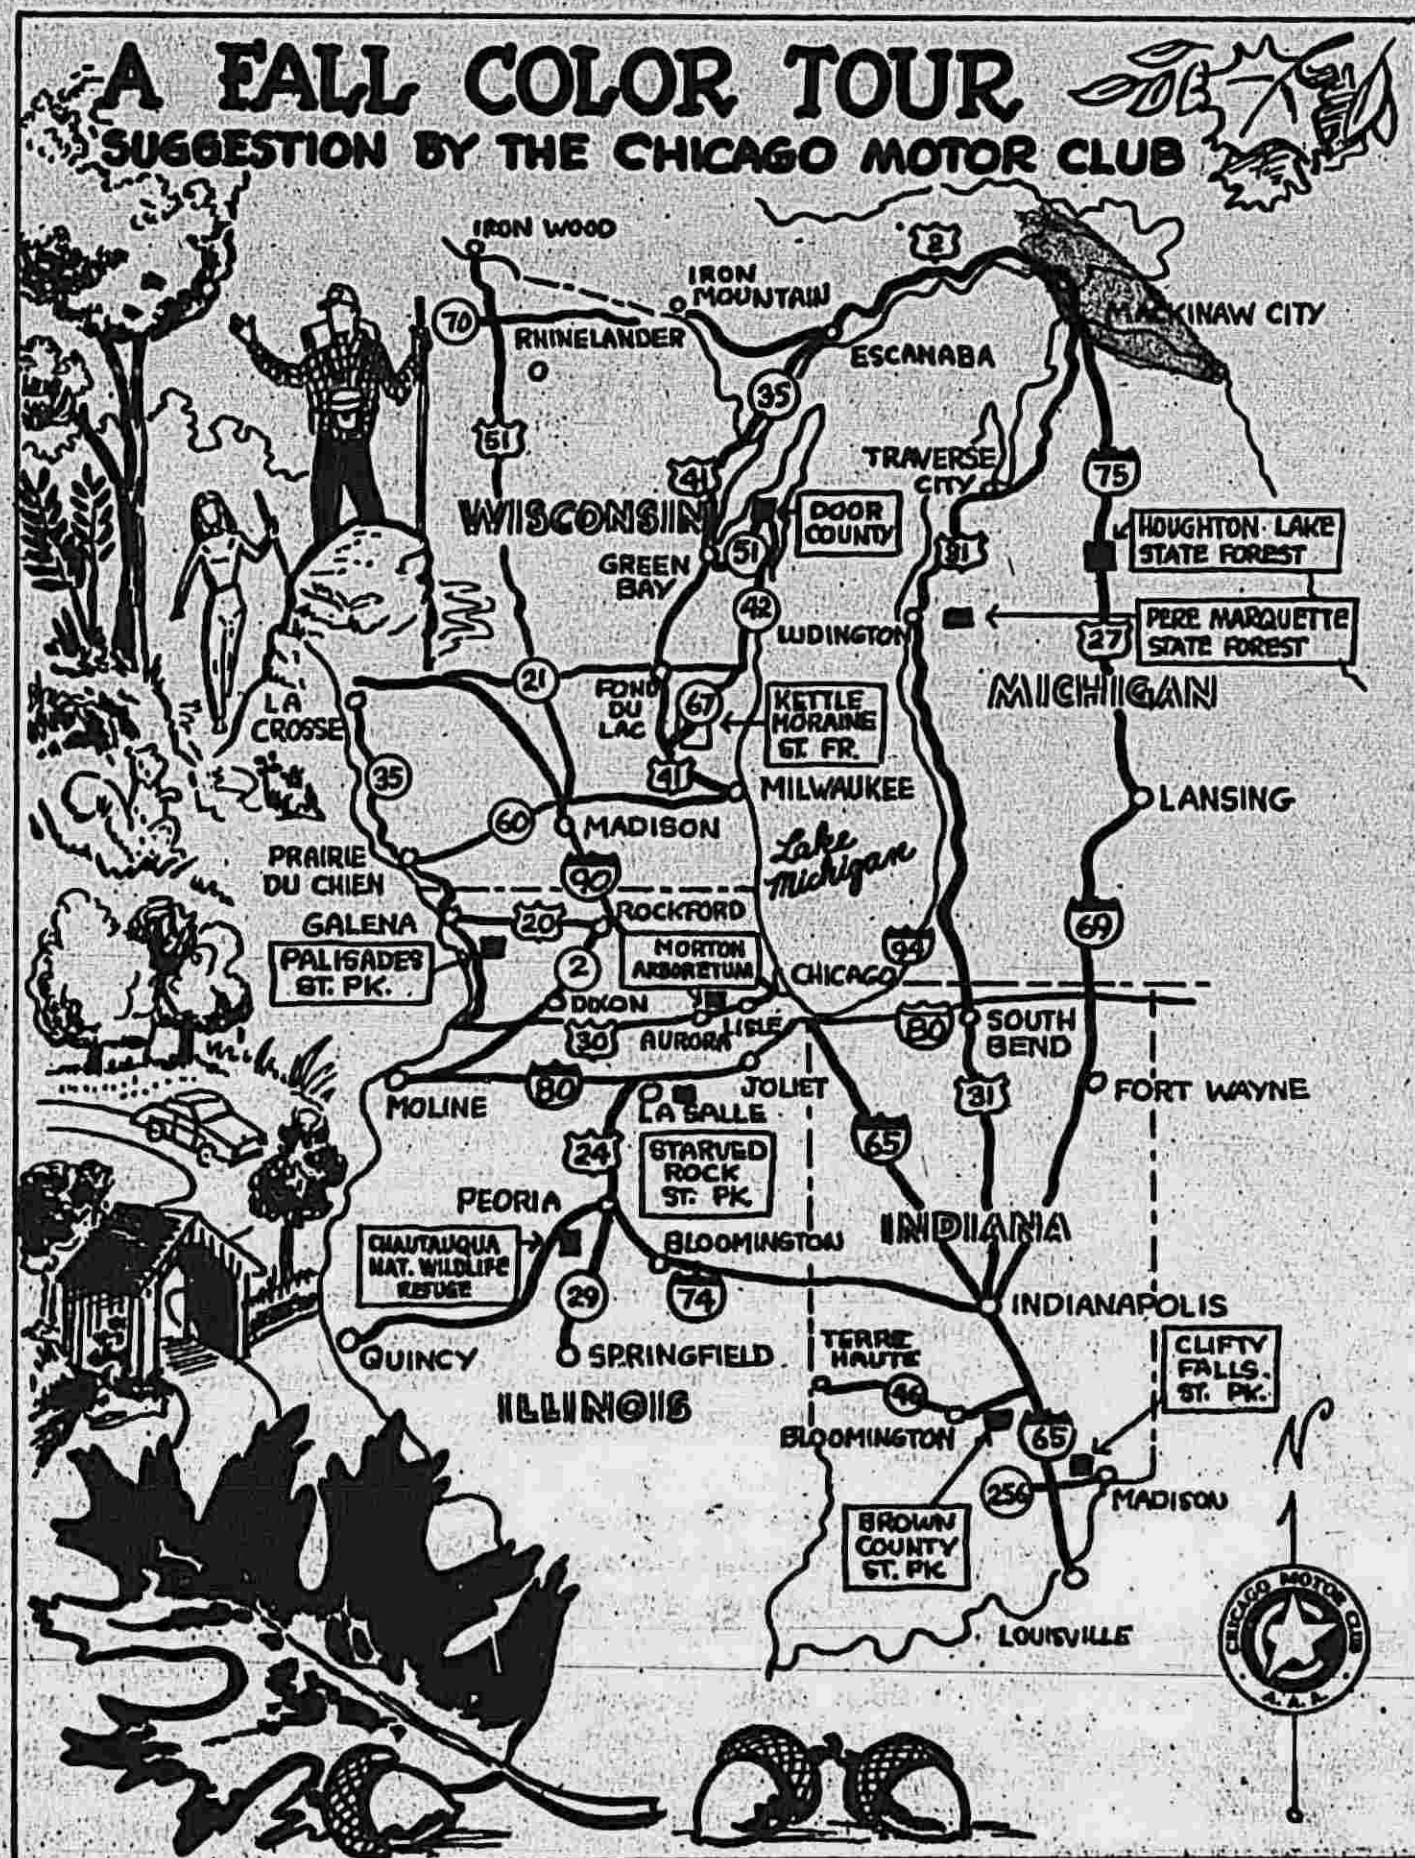 A FALL COLOR TOUR
SUGGESTION BY THE CHICAGO MOTOR CLUB
IRON WOOD
2
IRON
MOUNTAIN
MACKINAW CITY
70
RHINELANDER
ESCANABA
35
51
41
TRAVERSE
CITY
75
WISCONSIN
DOOR
COUNTY
HOUGHTON LAKE
STATE FOREST
GREEN
BAY
51
31
42
LUDINGTON
PERE MARQUETTE
STATE FOREST
27
21
FOND
DU
LAC
67
KETTLE
MORAINE
ST. FR.
MICHIGAN
LA
CROSSE
35
41
MILWAUKEE
LANSING
60
MADISON
Lake
Michigan
PRAIRIE
DU CHIEN
90
GALENA
20
ROCKFORD
69
PALISADES
ST. PK.
2
MORTON
ARBORETUM
CHICAGO
94
DIXON
30
AURORA
LISLE
80
SOUTH
BEND
MOLINE
80
JOLIET
31
FORT WAYNE
LA SALLE
24
STARVED
ROCK
ST. PK.
65
PEORIA
INDIANA
CHAUTAUQUA
NAT. WILDLIFE
REFUGE
BLOOMINGTON
29
74
INDIANAPOLIS
QUINCY
SPRINGFIELD
TERRE
HAUTE
CLIFTY
FALLS
ST. PK.
ILLINOIS
46
BLOOMINGTON
65
N
256
MADISON
BROWN
COUNTY
ST. PK.
LOUISVILLE
CHICAGO MOTOR CLUB
A.A.A.